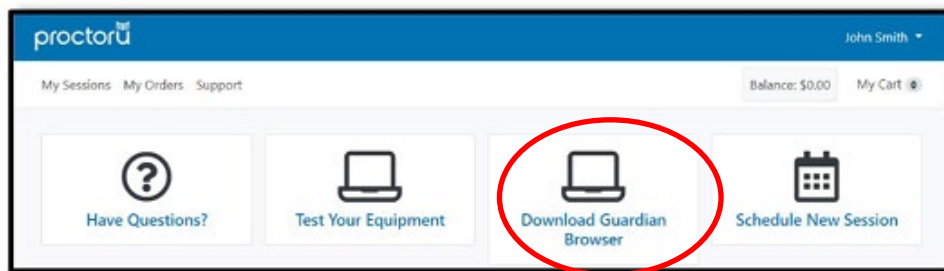 proctoru
John Smith
My Sessions My Orders Support
Balance: $0.00
My Cart 0
Have Questions?
Test Your Equipment
Download Guardian
Browser
Schedule New Session